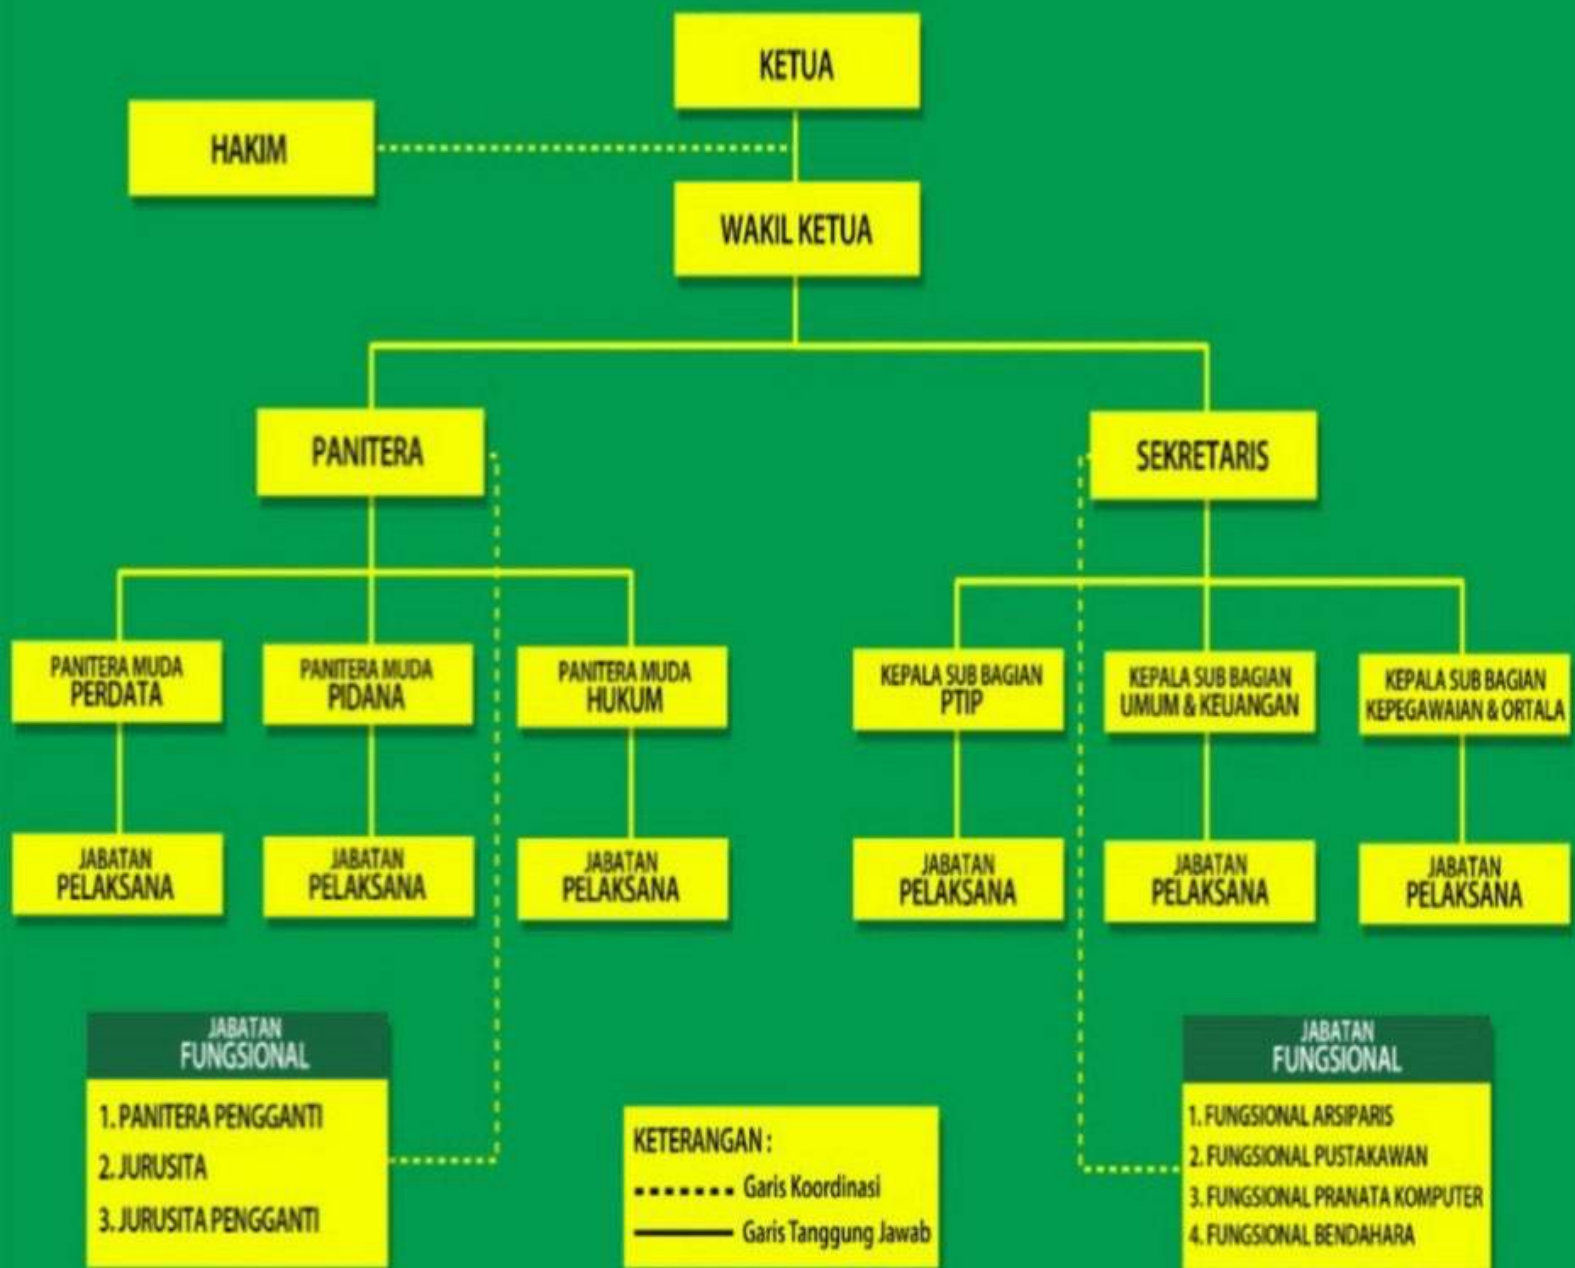 KETUA
HAKIM
WAKIL KETUA
PANITERA
SEKRETARIS
PANITERA MUDA
PERDATA
PANITERA MUDA
PIDANA
PANITERA MUDA
HUKUM
KEPALA SUB BAGIAN
PTIP
KEPALA SUB BAGIAN
UMUM & KEUANGAN
KEPALA SUB BAGIAN
KEPEGAWAIAN & ORTALA
JABATAN
PELAKSANA
JABATAN
PELAKSANA
JABATAN
PELAKSANA
JABATAN
PELAKSANA
JABATAN
PELAKSANA
JABATAN
PELAKSANA
JABATAN
FUNGSIONAL
1. PANITERA PENGGANTI
2. JURUSITA
3. JURUSITA PENGGANTI
KETERANGAN :
Garis Koordinasi
Garis Tanggung Jawab
JABATAN
FUNGSIONAL
1. FUNGSIONAL ARSIPARIS
2. FUNGSIONAL PUSTAKAWAN
3. FUNGSIONAL PRANATA KOMPUTER
4. FUNGSIONAL BENDAHARA